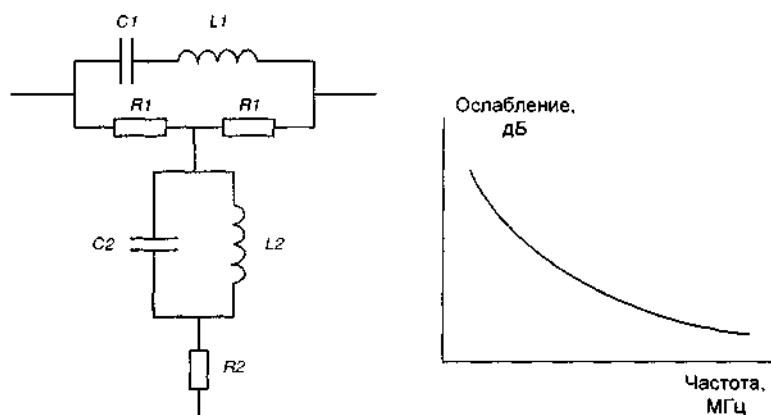 C1
L1
R1
R1
C2
L2
R2
Ослабление,
дБ
Частота,
МГц